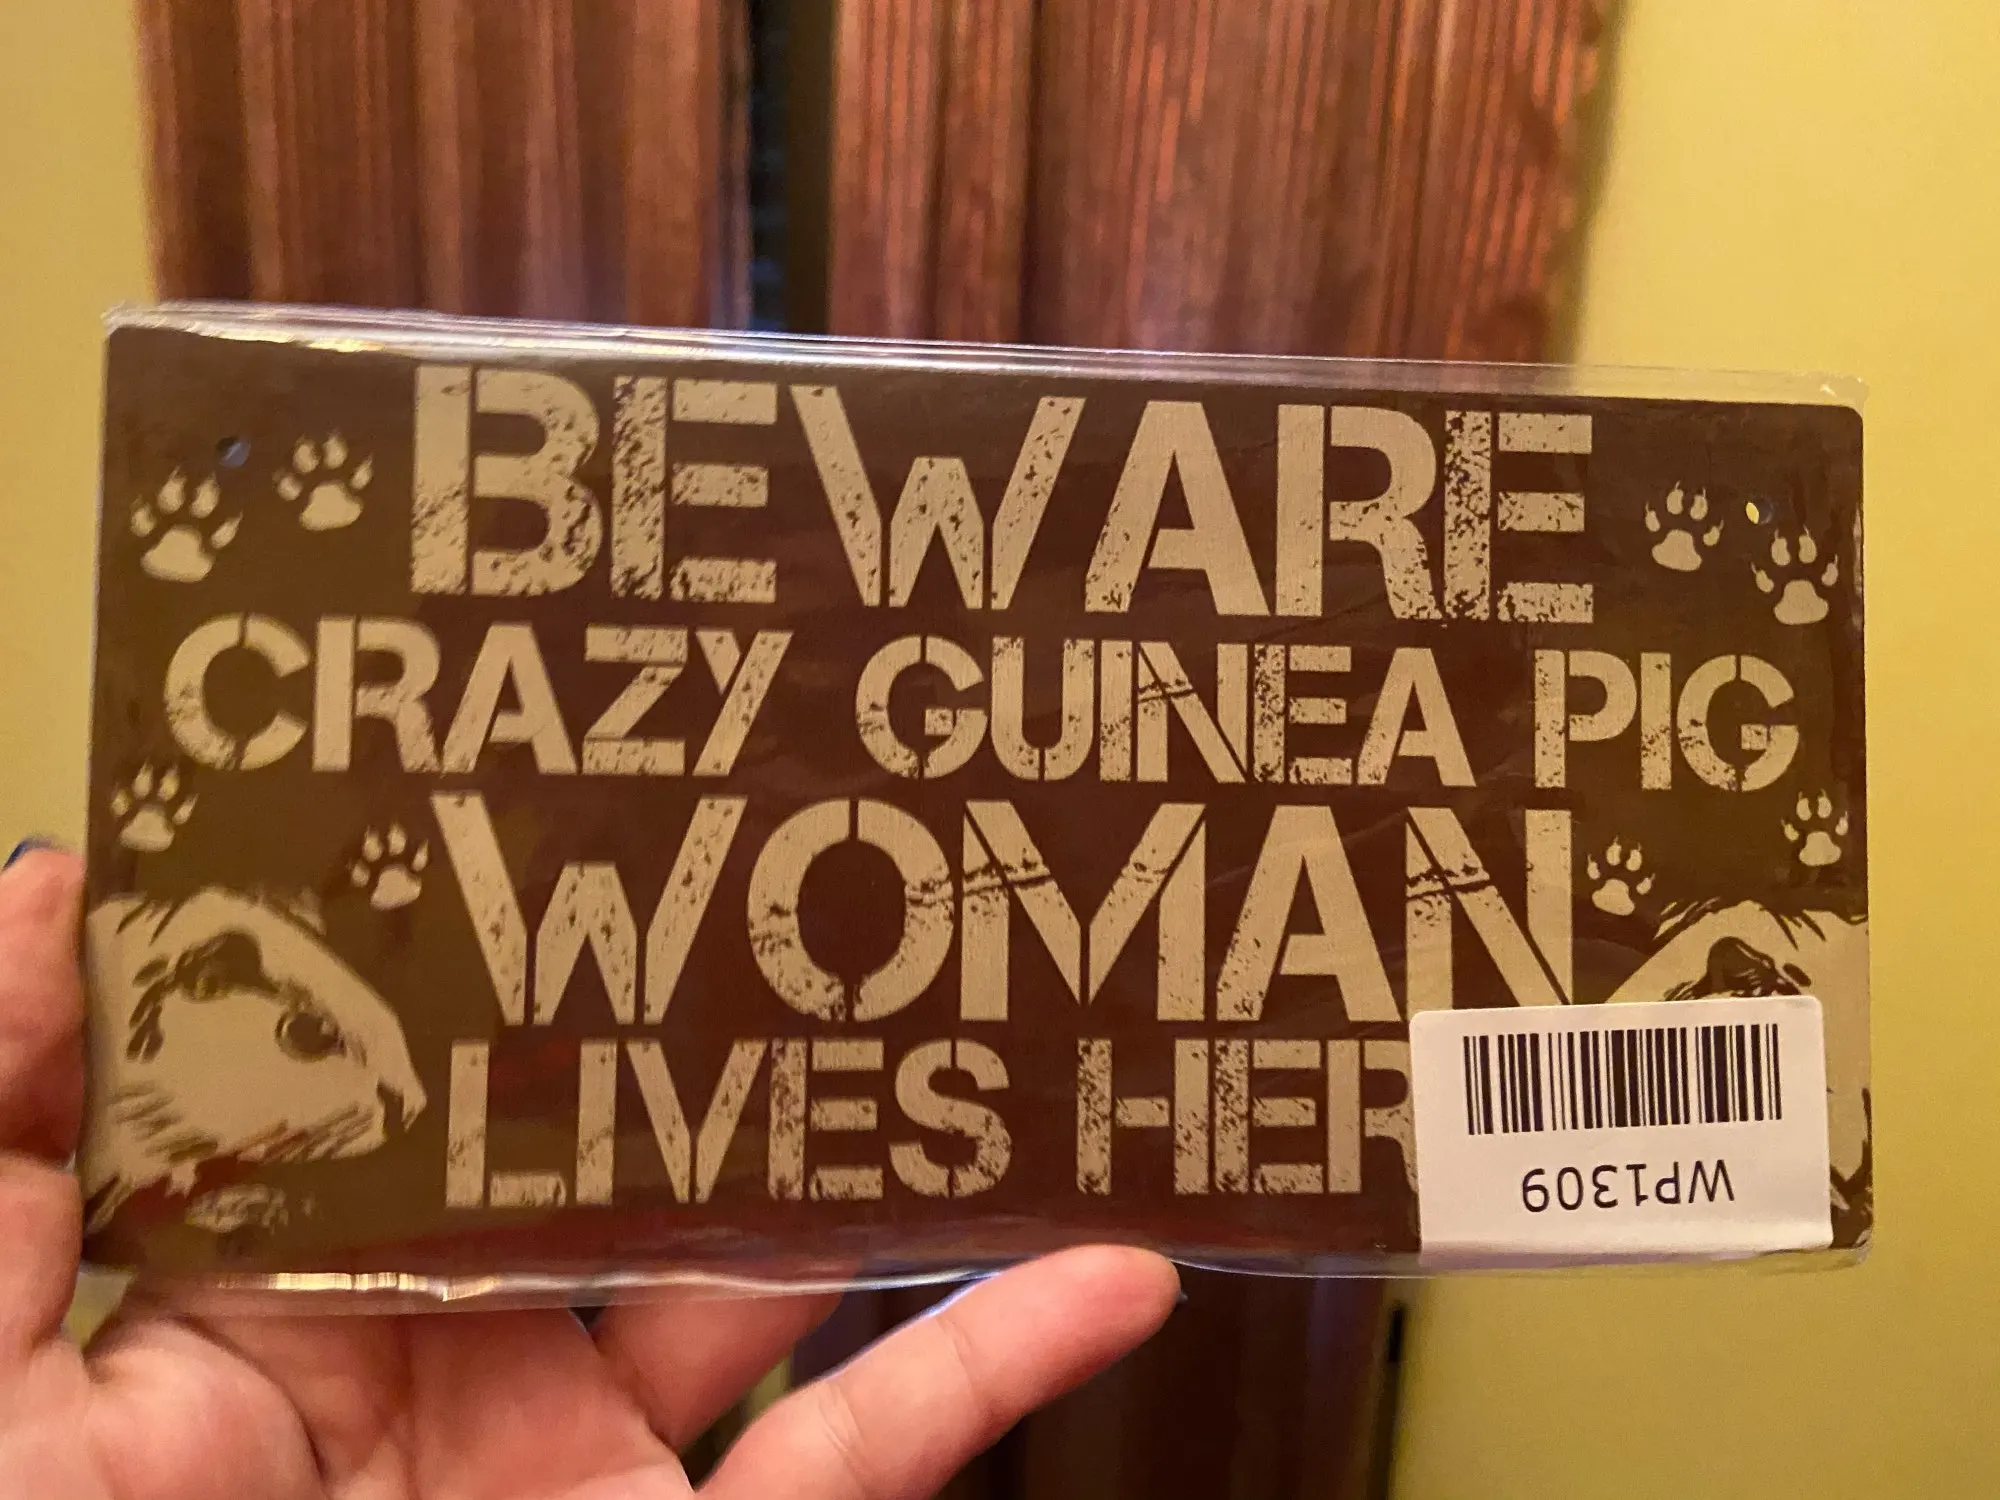 BEWARE
CRAZY GUINEA PIG
WOMAN
LIVES HER
WP1309